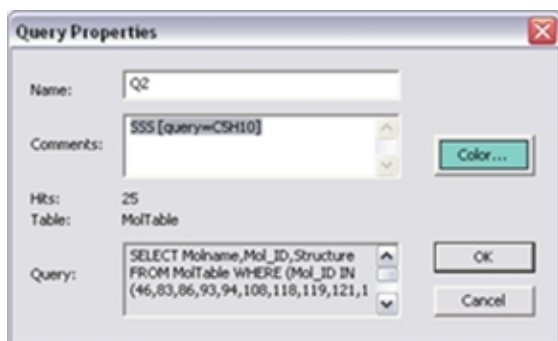 Query Properties
Name:
Q2
Comments:
SSS [query=C5H10]
Color...
Hits:
25
Table:
MolTable
Query:
SELECT Molname,Mol_ID,Structure
FROM MolTable WHERE (Mol_ID IN
(46,83,86,93,94,108,118,119,121,1
OK
Cancel